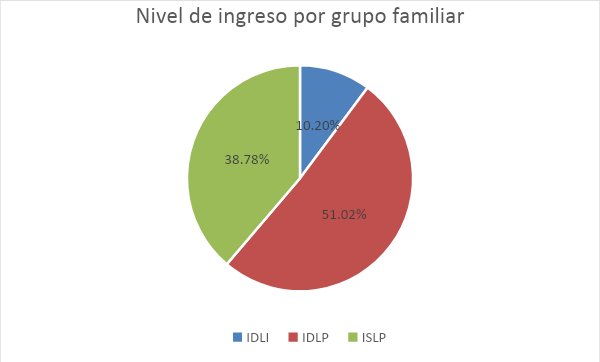 Nivel de ingreso por grupo familiar
10.20%
38.78%
51.02%
IDLI IDLP ISLP